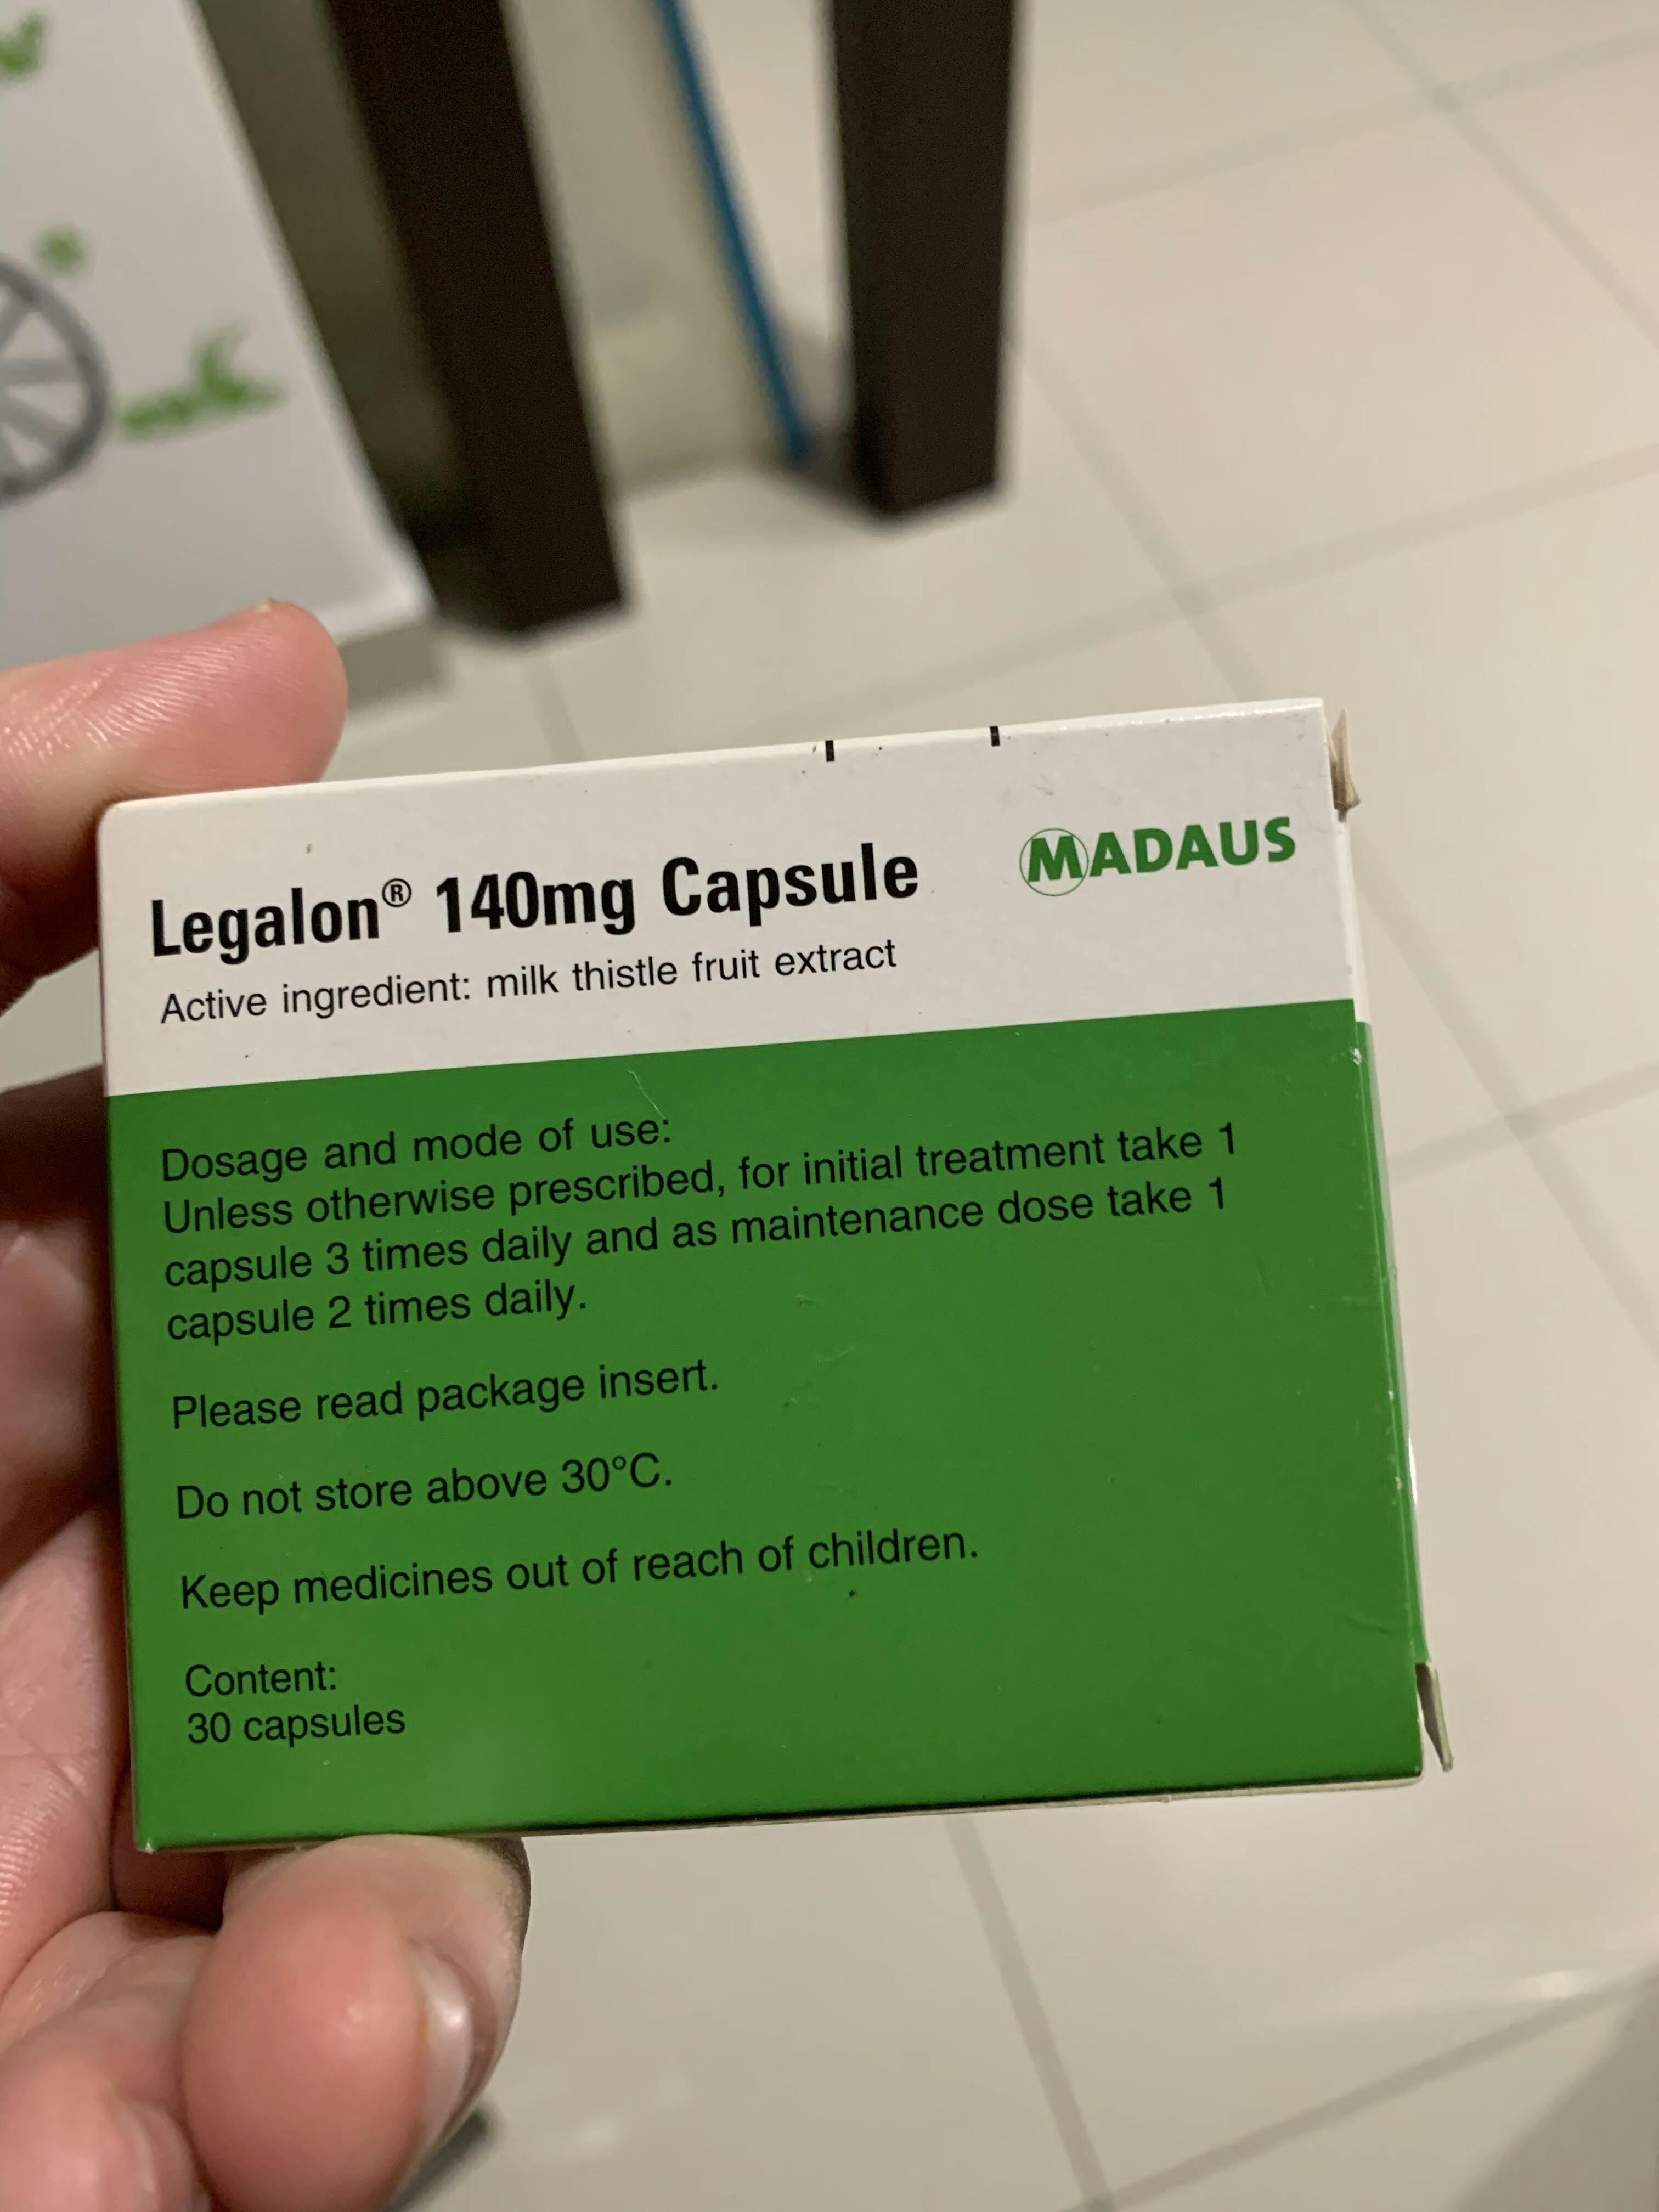 Legalon® 140mg Capsule
MADAUS
Active ingredient: milk thistle fruit extract
Dosage and mode of use:
Unless otherwise prescribed, for initial treatment take 1
capsule 3 times daily and as maintenance dose take 1
capsule 2 times daily.
Please read package insert.
Do not store above 30°C.
Keep medicines out of reach of children.
Content:
30 capsules